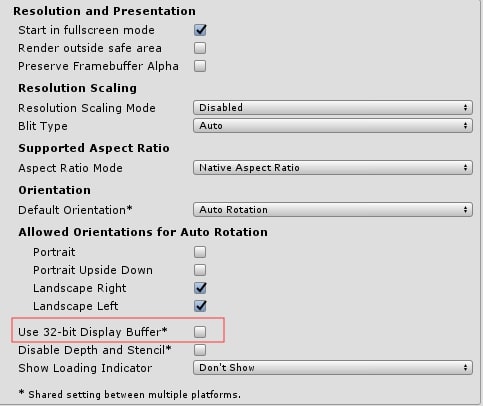 Resolution and Presentation
Start in fullscreen mode
Render outside safe area
Preserve Framebuffer Alpha
Resolution Scaling
Resolution Scaling Mode Disabled
Blit Type Auto
Supported Aspect Ratio
Aspect Ratio Mode Native Aspect Ratio
Orientation
Default Orientation* Auto Rotation
Allowed Orientations for Auto Rotation
Portrait
Portrait Upside Down
Landscape Right
Landscape Left
Use 32-bit Display Buffer*
Disable Depth and Stencil*
Show Loading Indicator Don't Show
* Shared setting between multiple platforms.